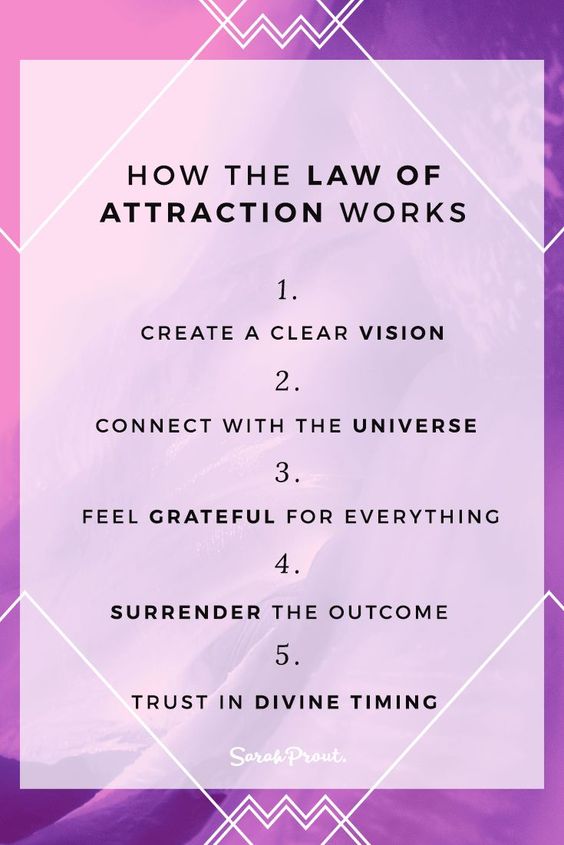 HOW THE LAW OF
ATTRACTION WORKS
1.
CREATE A CLEAR VISION
2.
CONNECT WITH THE UNIVERSE
3.
FEEL GRATEFUL FOR EVERYTHING
4.
SURRENDER THE OUTCOME
5.
TRUST IN DIVINE TIMING
Sarah Prout.